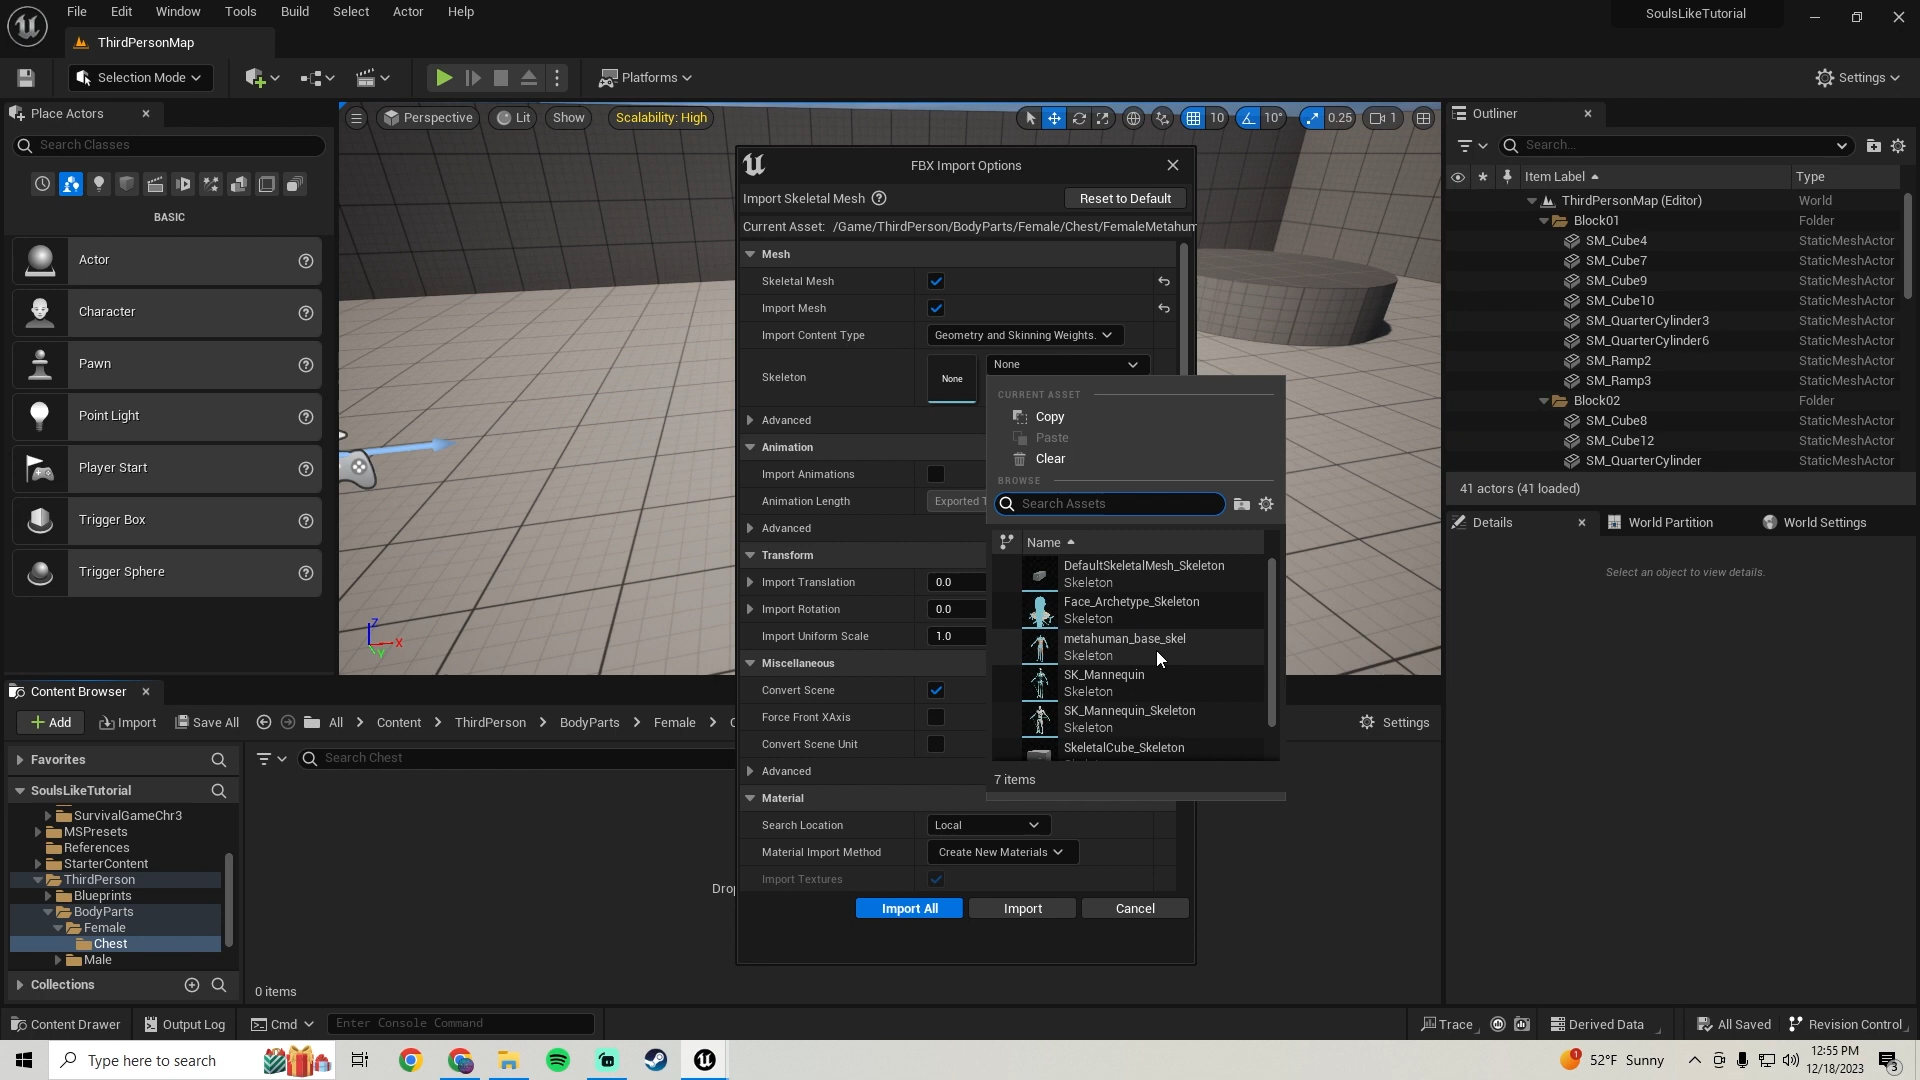 File Edit Window Tools Build Select Actor Help
SoulsLikeTutorial
ThirdPersonMap
Selection Mode
Platforms
Settings
Place Actors
Search Classes
BASIC
Actor
Character
Pawn
Point Light
Player Start
Trigger Box
Trigger Sphere
Perspective Lit Show Scalability: High
10 10° 0.25 1
Z
X
Y
FBX Import Options
Import Skeletal Mesh
Reset to Default
Current Asset: /Game/ThirdPerson/BodyParts/Female/Chest/FemaleMetahum
Mesh
Skeletal Mesh
Import Mesh
Import Content Type Geometry and Skinning Weights.
Skeleton None None
Advanced
Animation
Import Animations
Animation Length Exported T
Advanced
Transform
Import Translation 0.0
Import Rotation 0.0
Import Uniform Scale 1.0
Miscellaneous
Convert Scene
Force Front XAxis
Convert Scene Unit
Advanced
Material
Search Location Local
Material Import Method Create New Materials
Import Textures
Import All Import Cancel
CURRENT ASSET
Copy
Paste
Clear
BROWSE
Search Assets
Name
DefaultSkeletalMesh_Skeleton
Skeleton
Face_Archetype_Skeleton
Skeleton
metahuman_base_skel
Skeleton
SK_Mannequin
Skeleton
SK_Mannequin_Skeleton
Skeleton
SkeletalCube_Skeleton
7 items
Outliner
Search...
Item Label Type
ThirdPersonMap (Editor) World
Block01 Folder
SM_Cube4 StaticMeshActor
SM_Cube7 StaticMeshActor
SM_Cube9 StaticMeshActor
SM_Cube10 StaticMeshActor
SM_QuarterCylinder3 StaticMeshActor
SM_QuarterCylinder6 StaticMeshActor
SM_Ramp2 StaticMeshActor
SM_Ramp3 StaticMeshActor
Block02 Folder
SM_Cube8 StaticMeshActor
SM_Cube12 StaticMeshActor
SM_QuarterCylinder StaticMeshActor
41 actors (41 loaded)
Details World Partition World Settings
Select an object to view details.
Content Browser
Add Import Save All All Content ThirdPerson BodyParts Female C
Settings
Favorites
Search Chest
SoulsLikeTutorial
SurvivalGameChr3
MSPresets
References
StarterContent
ThirdPerson
Blueprints
BodyParts
Female
Chest
Male
Collections
Drop
0 items
Content Drawer Output Log Cmd Enter Console Command
Trace Derived Data All Saved Revision Control
Type here to search
1
52°F Sunny
12:55 PM
12/18/2023
3